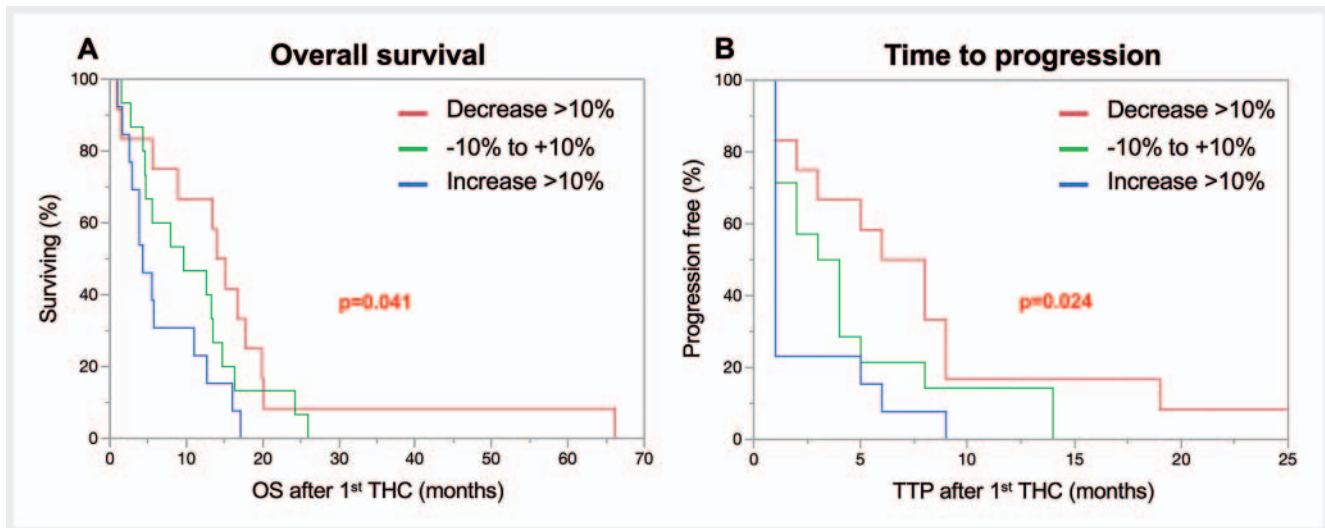 A Overall survival
100
80
60
40
20
0
Surviving (%)
Decrease >10%
-10% to +10%
Increase >10%
p=0.041
0 10 20 30 40 50 60 70
OS after 1st THC (months)
B Time to progression
100
80
60
40
20
0
Progression free (%)
Decrease >10%
-10% to +10%
Increase >10%
p=0.024
0 5 10 15 20 25
TTP after 1st THC (months)